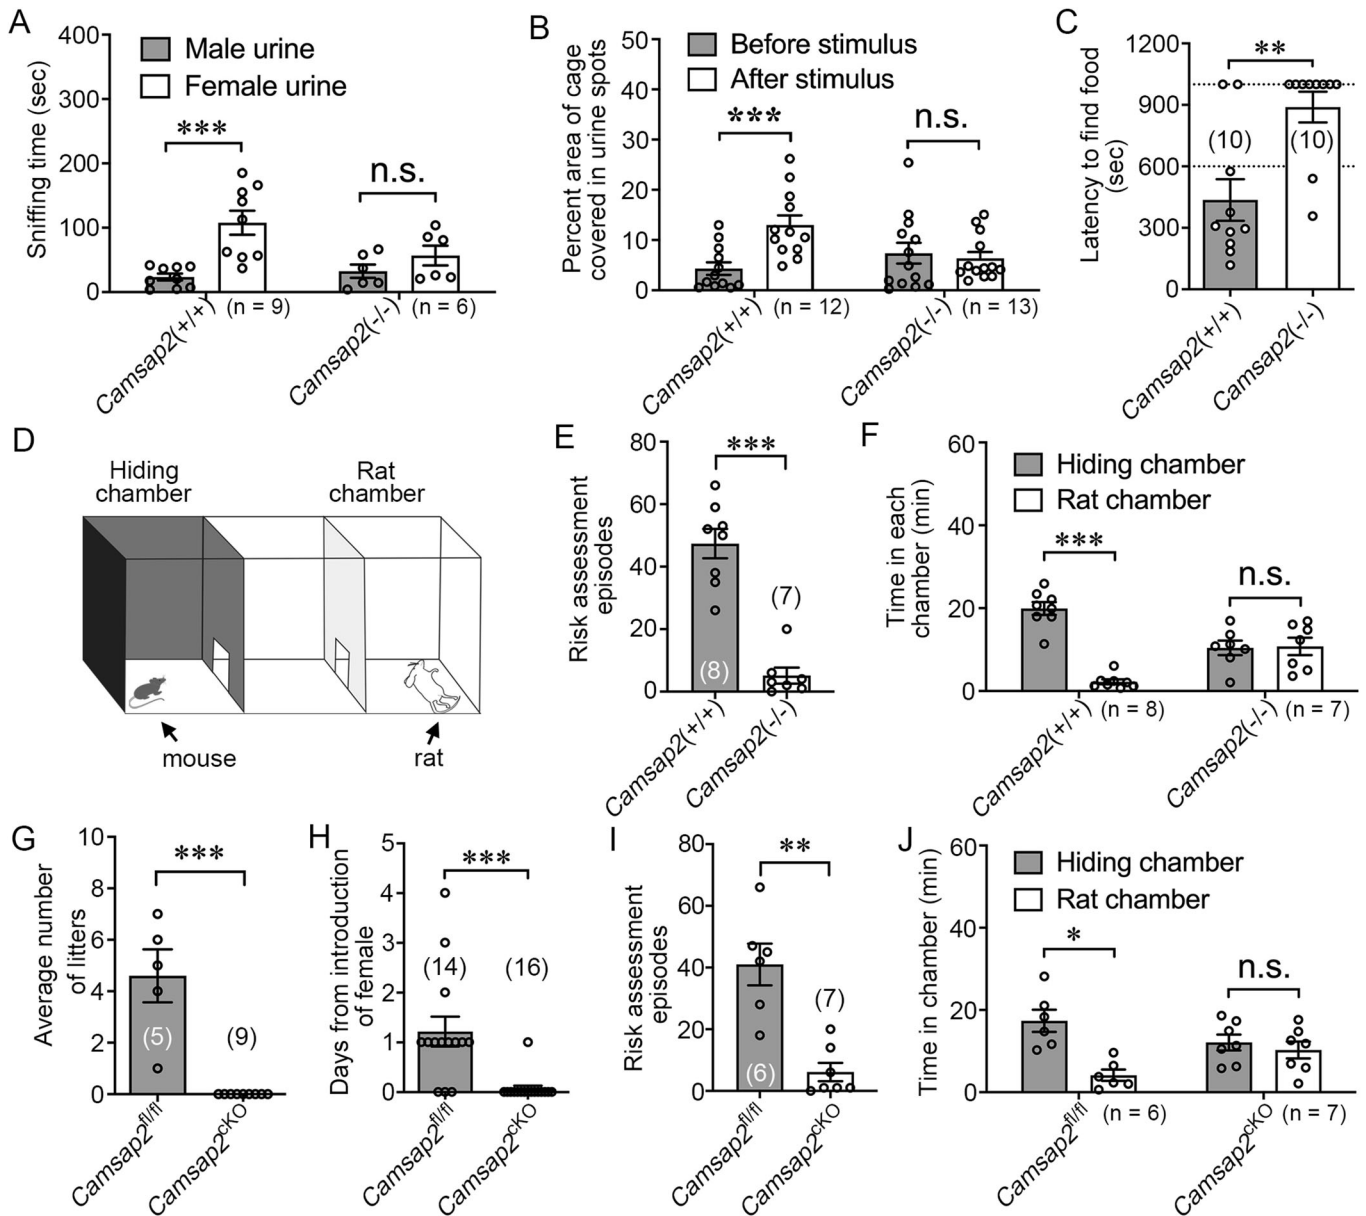 A
Sniffing time (sec)
400
300
200
100
0
Male urine
Female urine
***
n.s.
Camsap2(+/+)
(n = 9)
Camsap2(-/-)
(n = 6)
B
Percent area of cage
covered in urine spots
50
40
30
20
10
0
Before stimulus
After stimulus
***
n.s.
Camsap2(+/+)
(n = 12)
Camsap2(-/-)
(n = 13)
C
Latency to find food
(sec)
1200
900
600
300
0
**
(10)
(10)
Camsap2(+/+)
Camsap2(-/-)
D
Hiding
chamber
Rat
chamber
mouse
rat
E
Risk assessment
episodes
80
60
40
20
0
***
(8)
(7)
Camsap2(+/+)
Camsap2(-/-)
F
Time in each
chamber (min)
60
40
20
0
Hiding chamber
Rat chamber
***
n.s.
Camsap2(+/+)
(n = 8)
Camsap2(-/-)
(n = 7)
G
Average number
of litters
10
8
6
4
2
0
***
(5)
(9)
Camsap2fl/fl
Camsap2cKO
H
Days from introduction
of female
5
4
3
2
1
0
***
(14)
(16)
Camsap2fl/fl
Camsap2cKO
I
Risk assessment
episodes
80
60
40
20
0
**
(6)
(7)
Camsap2fl/fl
Camsap2cKO
J
Time in chamber (min)
60
40
20
0
Hiding chamber
Rat chamber
*
n.s.
Camsap2fl/fl
(n = 6)
Camsap2cKO
(n = 7)